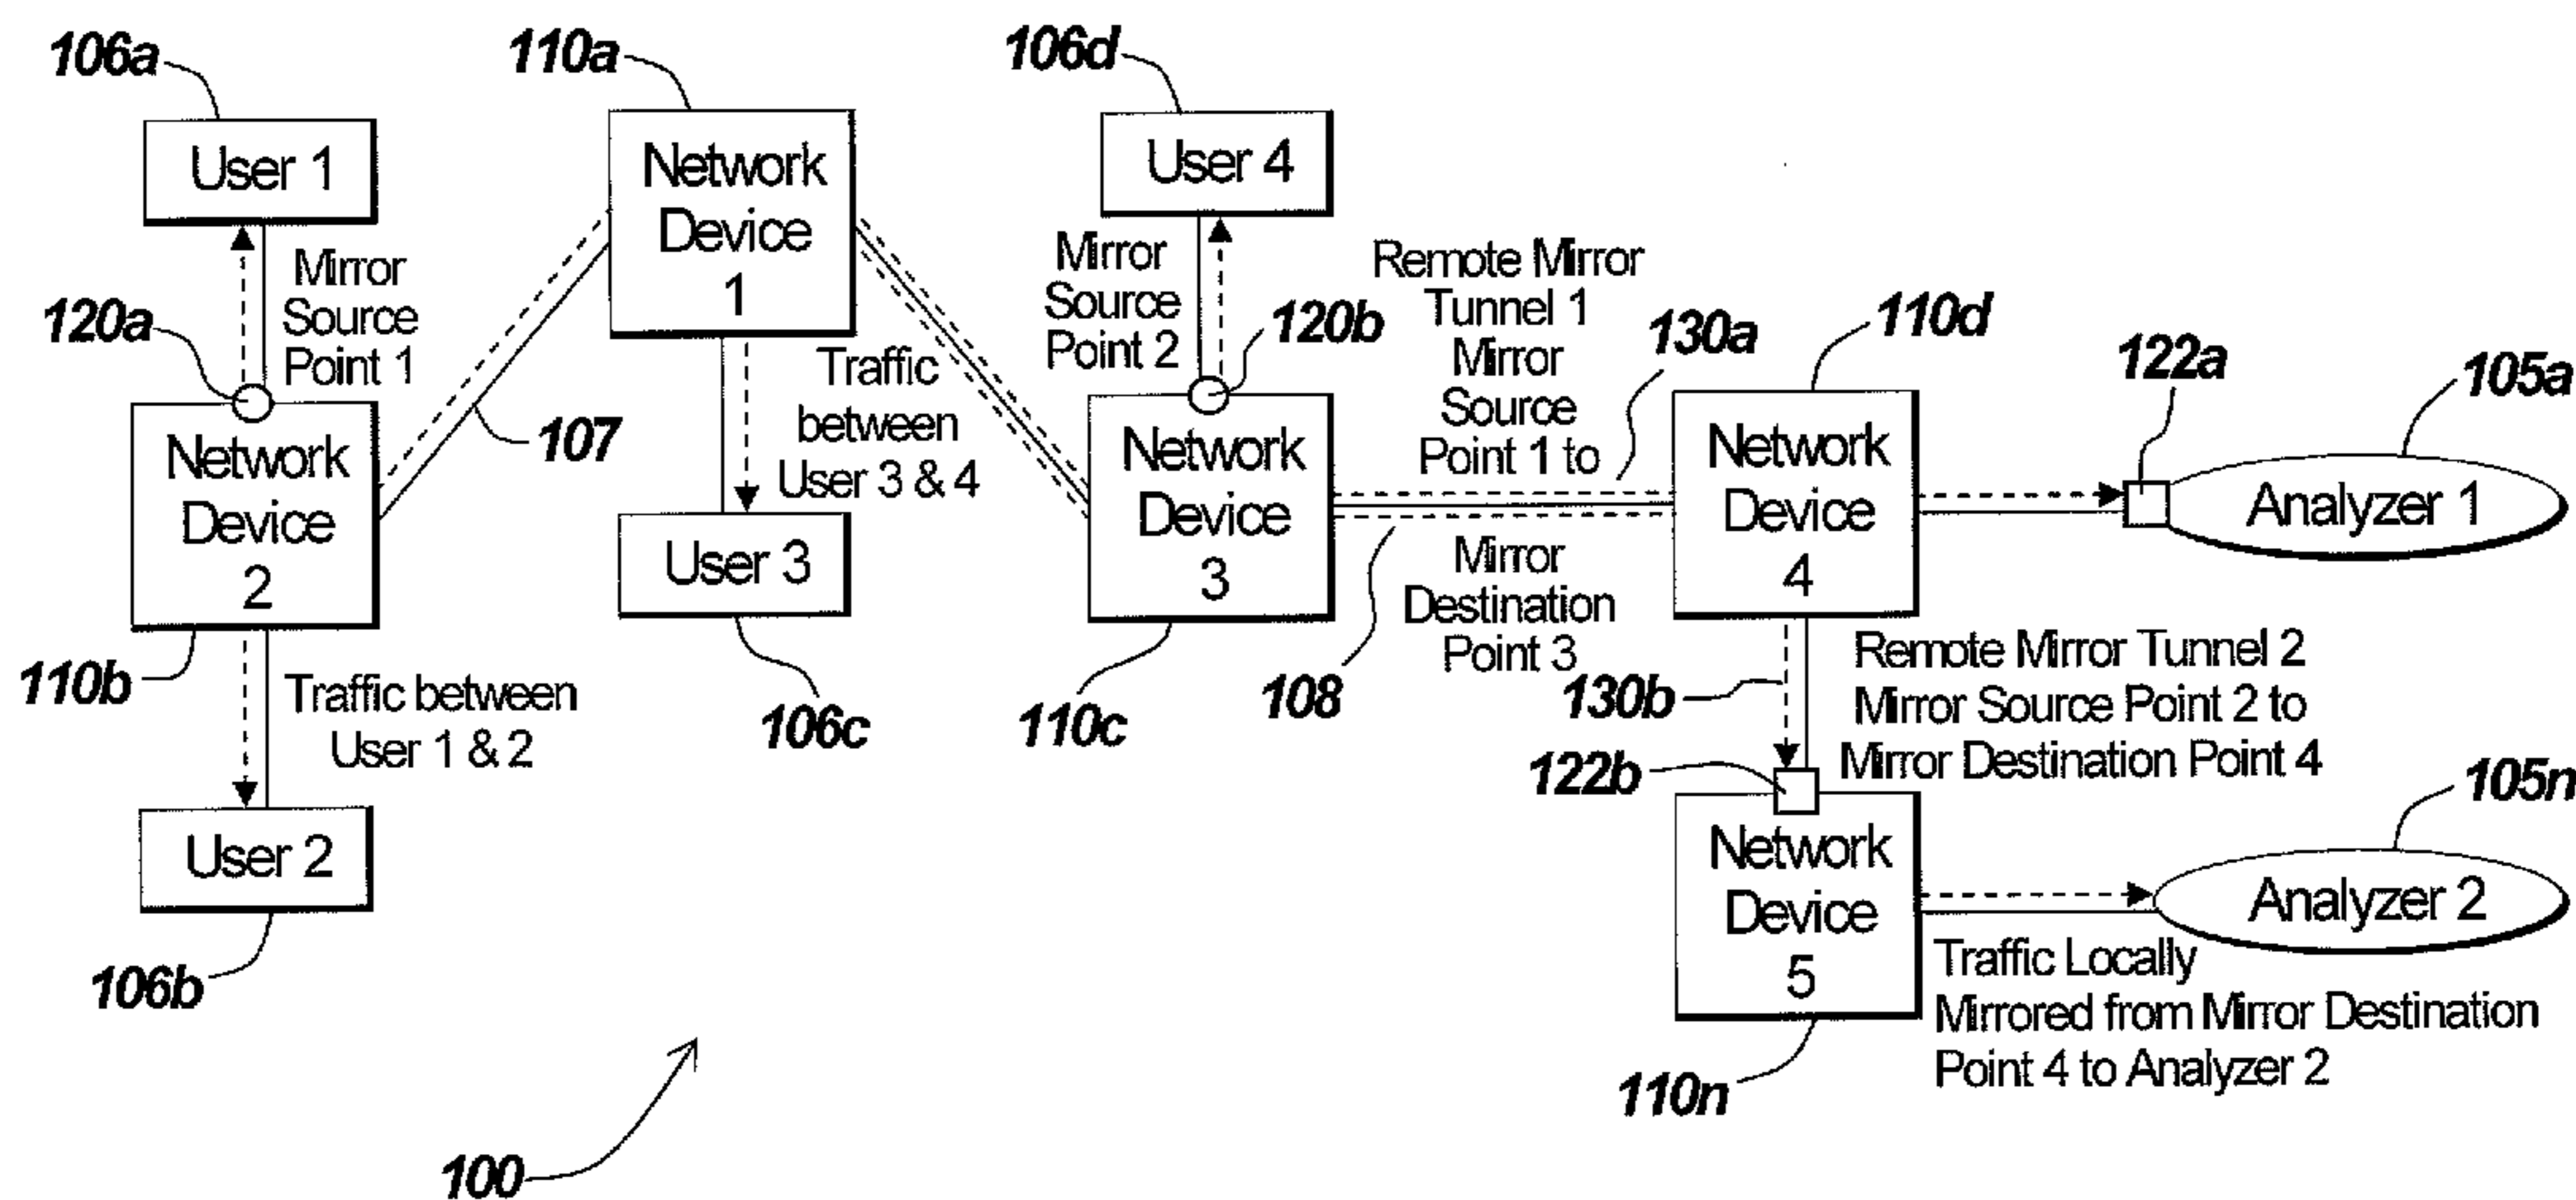 106a
110a
106d
User 1
Network
Device
1
User 4
Mirror
Source
Point 1
120a
Mirror
Source
Point 2
120b
Remote Mirror
Tunnel 1
Mirror
Source
Point 1 to
130a
110d
122a
105a
107
Traffic
between
User 3 & 4
Network
Device
2
Network
Device
3
Network
Device
4
Analyzer 1
User 3
Mirror
Destination
Point 3
110b
Traffic between
User 1 & 2
106c
110c
108
130b
Remote Mirror Tunnel 2
Mirror Source Point 2 to
Mirror Destination Point 4
122b
105n
User 2
Network
Device
5
Analyzer 2
106b
Traffic Locally
Mirrored from Mirror Destination
Point 4 to Analyzer 2
110n
100